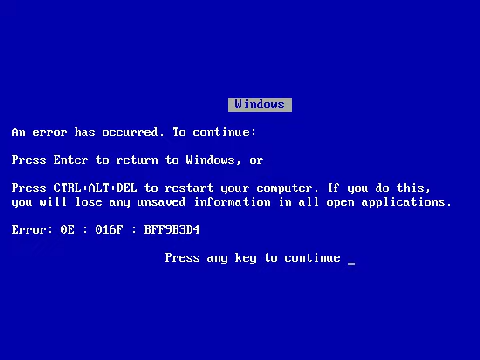 Windows
An error has occurred. To continue:
Press Enter to return to Windows, or
Press CTRL+ALT+DEL to restart your computer. If you do this,
you will lose any unsaved information in all open applications.
Error: 0E : 016F : BFF9B3D4
Press any key to continue _